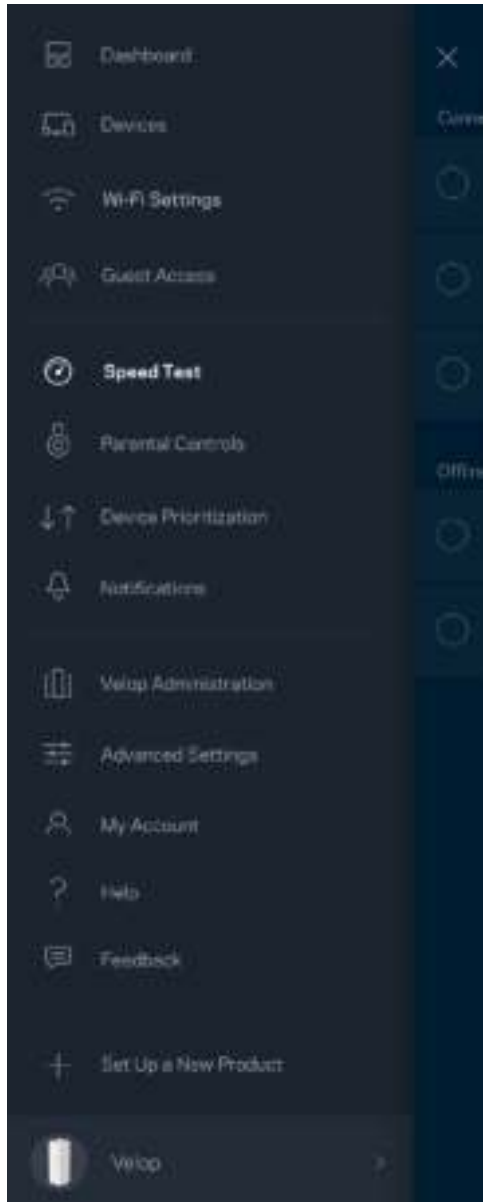 Dashboard
Devices
Wi-Fi Settings
Guest Access
Speed Test
Parental Controls
Device Prioritization
Notifications
Velop Administration
Advanced Settings
My Account
Help
Feedback
Set Up a New Product
Velop